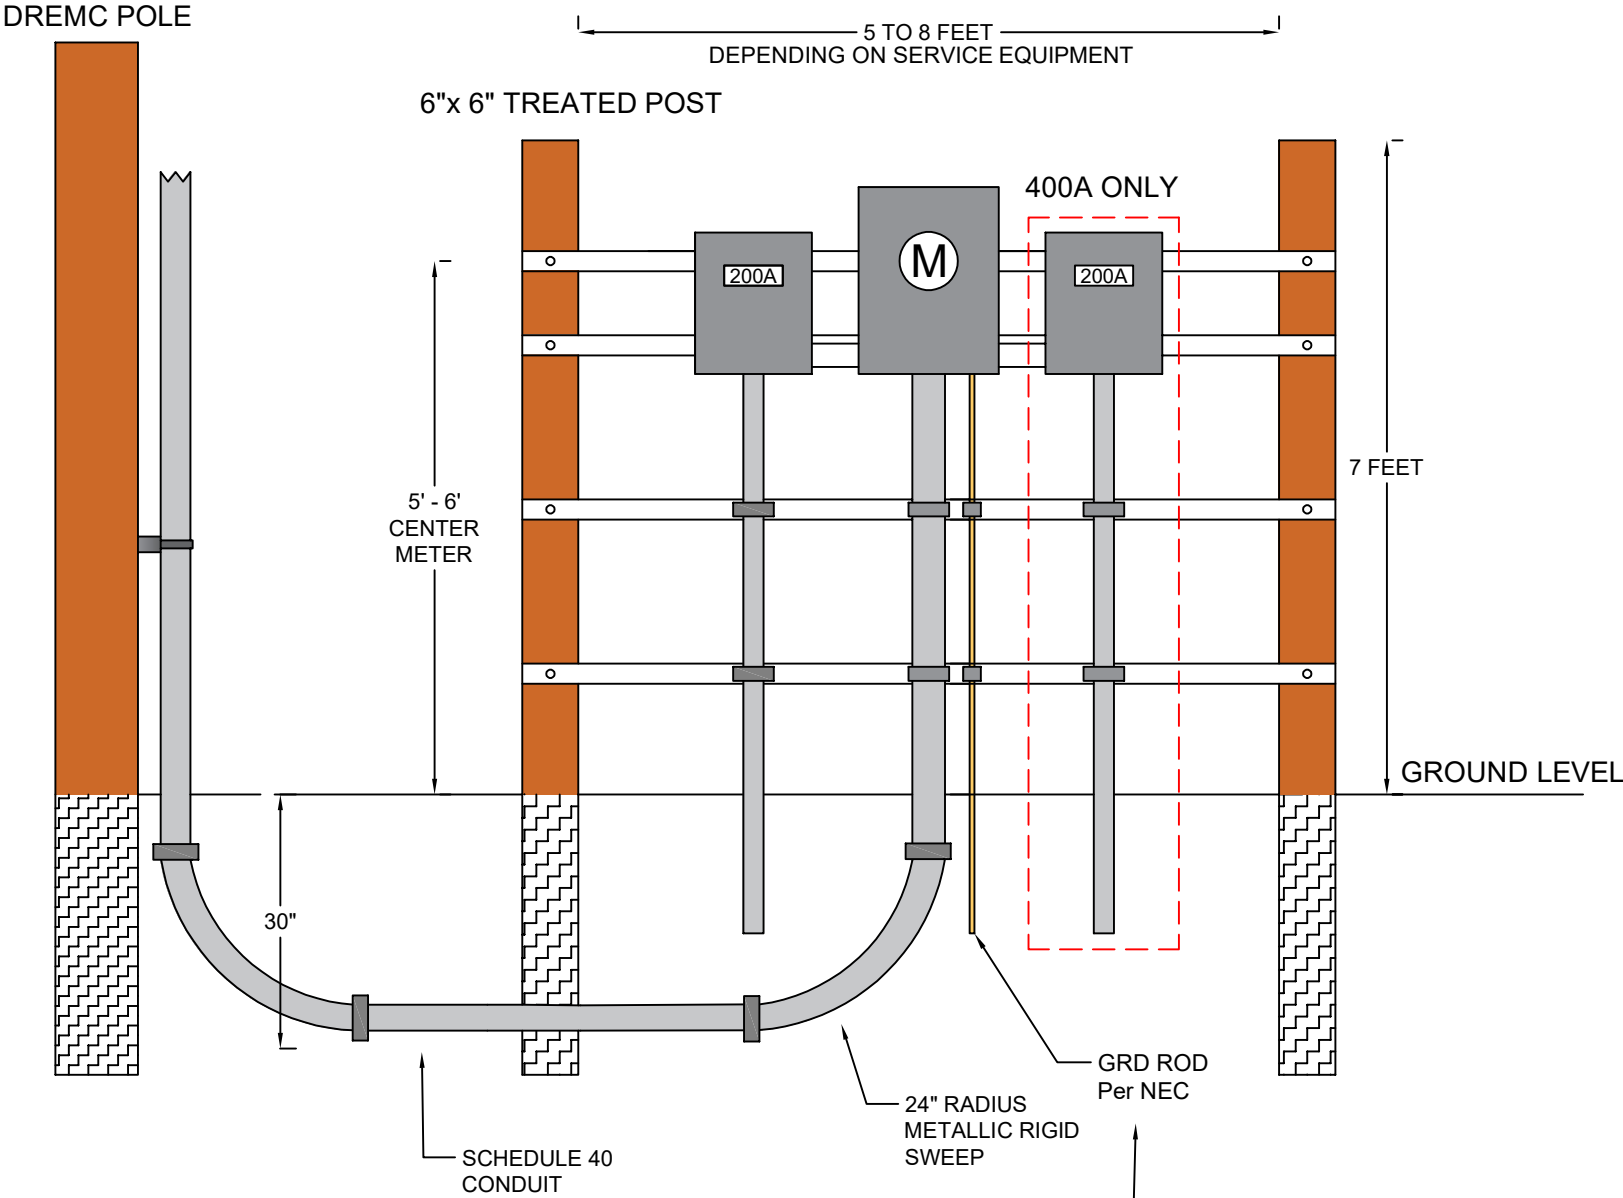 DREMC POLE
5 TO 8 FEET
DEPENDING ON SERVICE EQUIPMENT
6"x 6" TREATED POST
400A ONLY
200A
M
200A
7 FEET
5' - 6'
CENTER
METER
GROUND LEVEL
30"
GRD ROD
Per NEC
24" RADIUS
METALLIC RIGID
SWEEP
SCHEDULE 40
CONDUIT